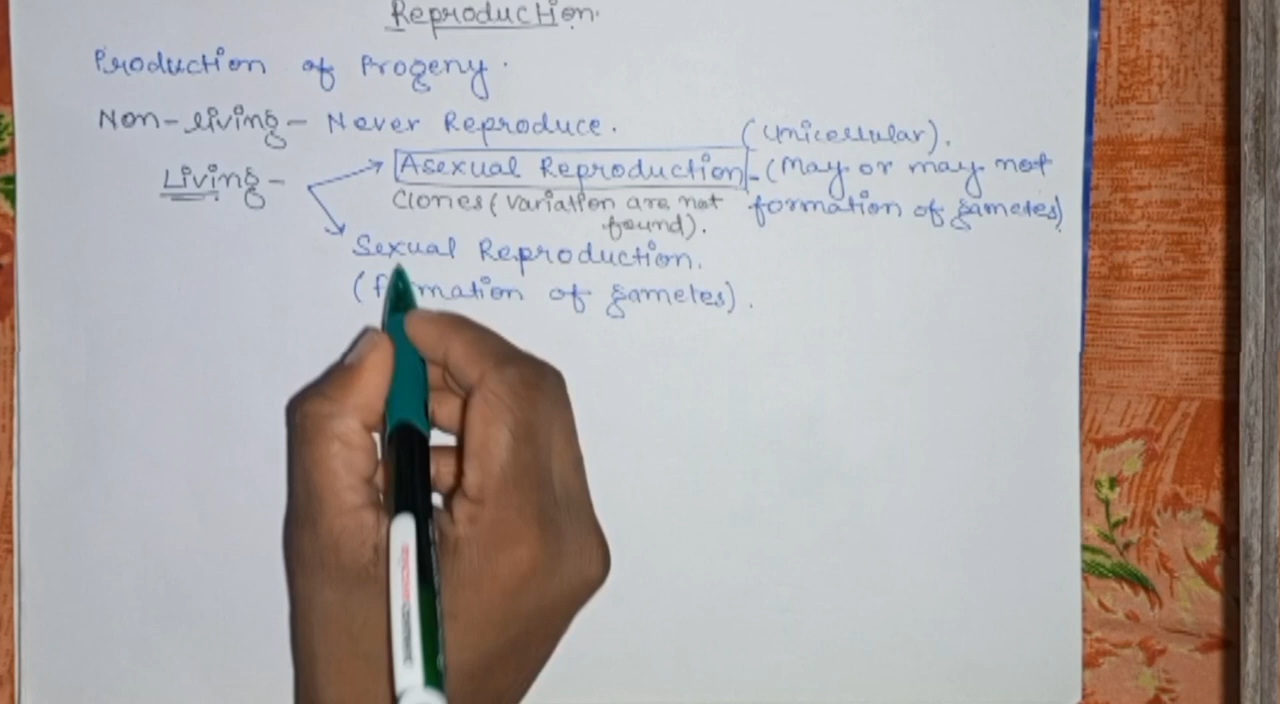 Reproduction.
Production of Progeny.
Non-living- Never Reproduce.
(Unicellular).
Living- Asexual Reproduction - (May or may not
Clones (Variation are not formation of gametes)
found).
Sexual Reproduction.
mation of gametes).